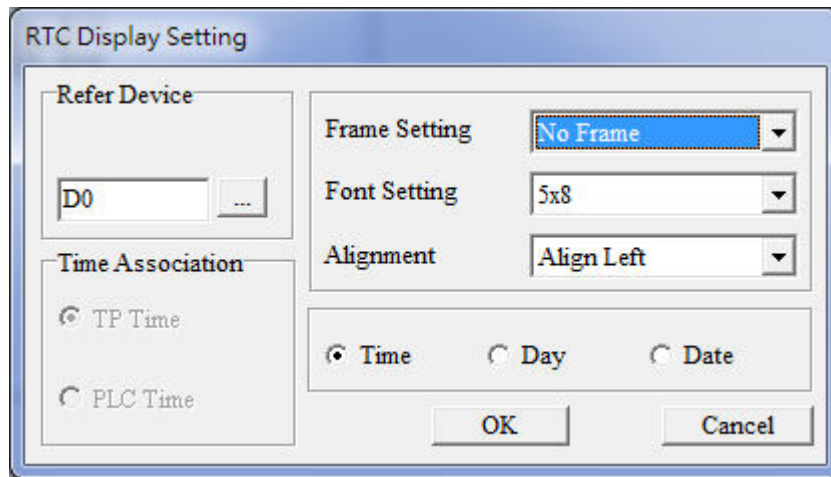 RTC Display Setting
Refer Device
D0
...
Time Association
TP Time
PLC Time
Frame Setting
No Frame
Font Setting
5x8
Alignment
Align Left
Time
Day
Date
OK
Cancel